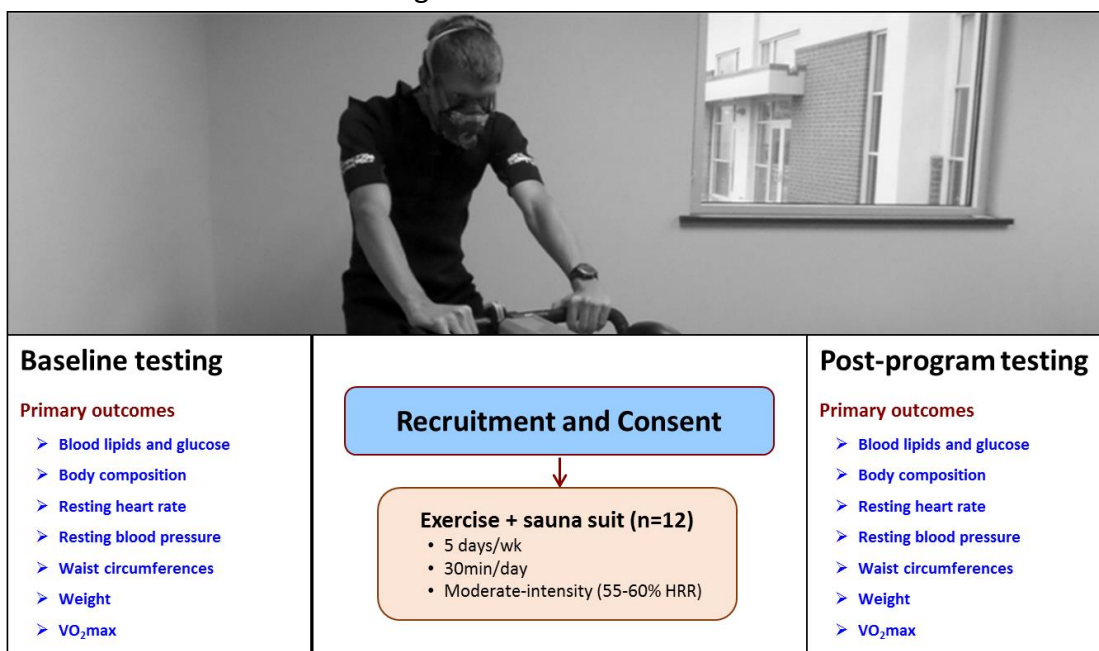 Baseline testing
Primary outcomes
➢ Blood lipids and glucose
➢ Body composition
➢ Resting heart rate
➢ Resting blood pressure
➢ Waist circumferences
➢ Weight
➢ VO₂max
Recruitment and Consent
Exercise + sauna suit (n=12)
• 5 days/wk
• 30min/day
• Moderate-intensity (55-60% HRR)
Post-program testing
Primary outcomes
➢ Blood lipids and glucose
➢ Body composition
➢ Resting heart rate
➢ Resting blood pressure
➢ Waist circumferences
➢ Weight
➢ VO₂max